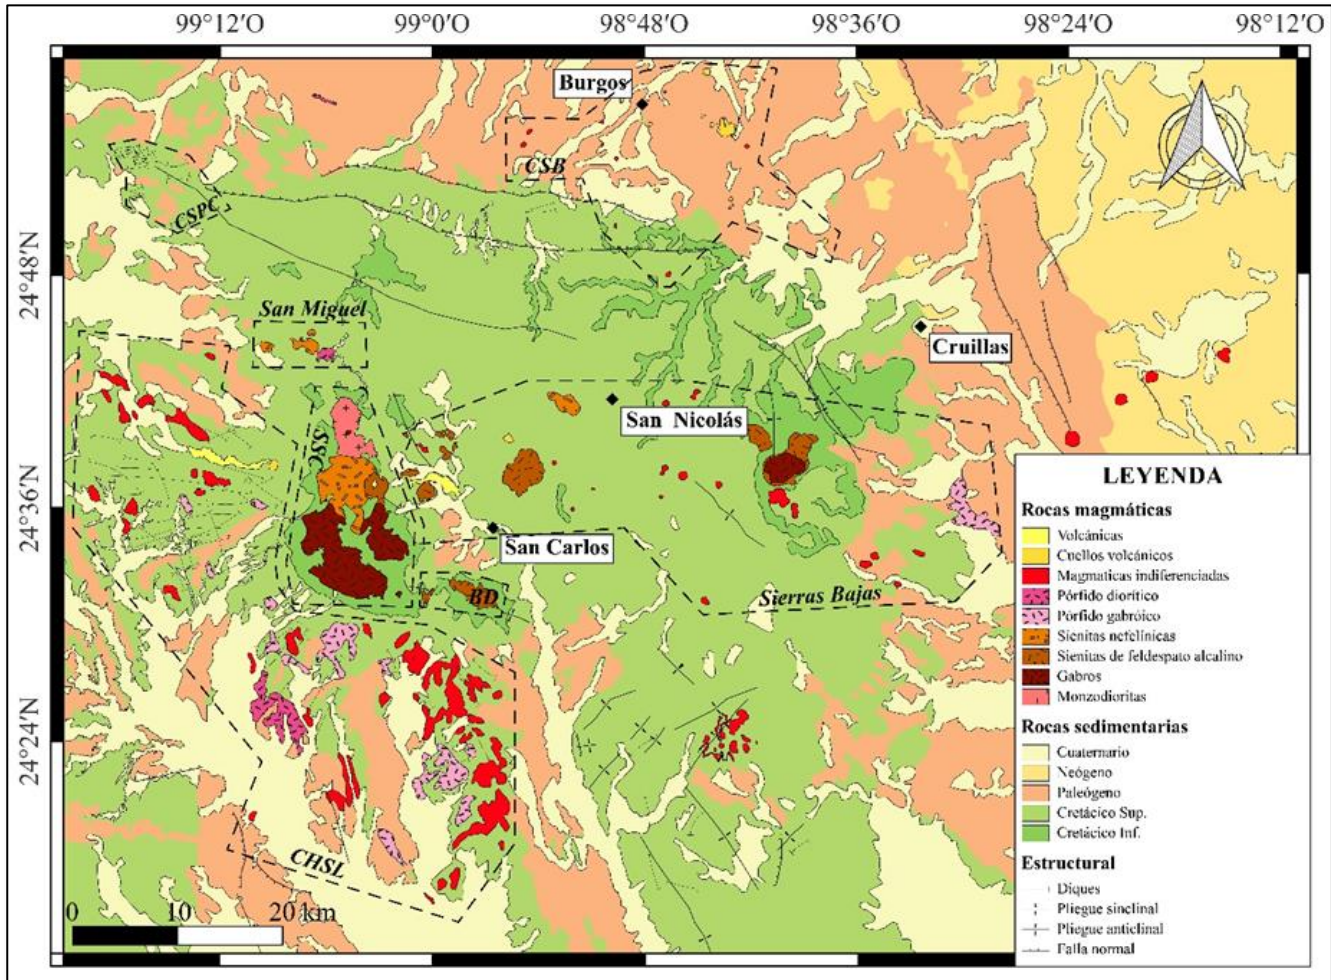 99°12'O 99°0'O 98°48'O 98°36'O 98°24'O 98°12'O
Burgos
CSB
CSPC
24°48'N
San Miguel
Cruillas
San Nicolás
SSC
24°36'N
San Carlos
BD
Sierras Bajas
24°24'N
CHSL
0 10 20 km
LEYENDA
Rocas magmáticas
Volcánicas
Cuellos volcánicos
Magmaticas indiferenciadas
Pórfido diorítico
Pórfido gabróico
Sienitas nefelínicas
Sienitas de feldespato alcalino
Gabros
Monzodioritas
Rocas sedimentarias
Cuaternario
Neógeno
Paleógeno
Cretácico Sup.
Cretácico Inf.
Estructural
Diques
Pliegue sinclinal
Pliegue anticlinal
Falla normal